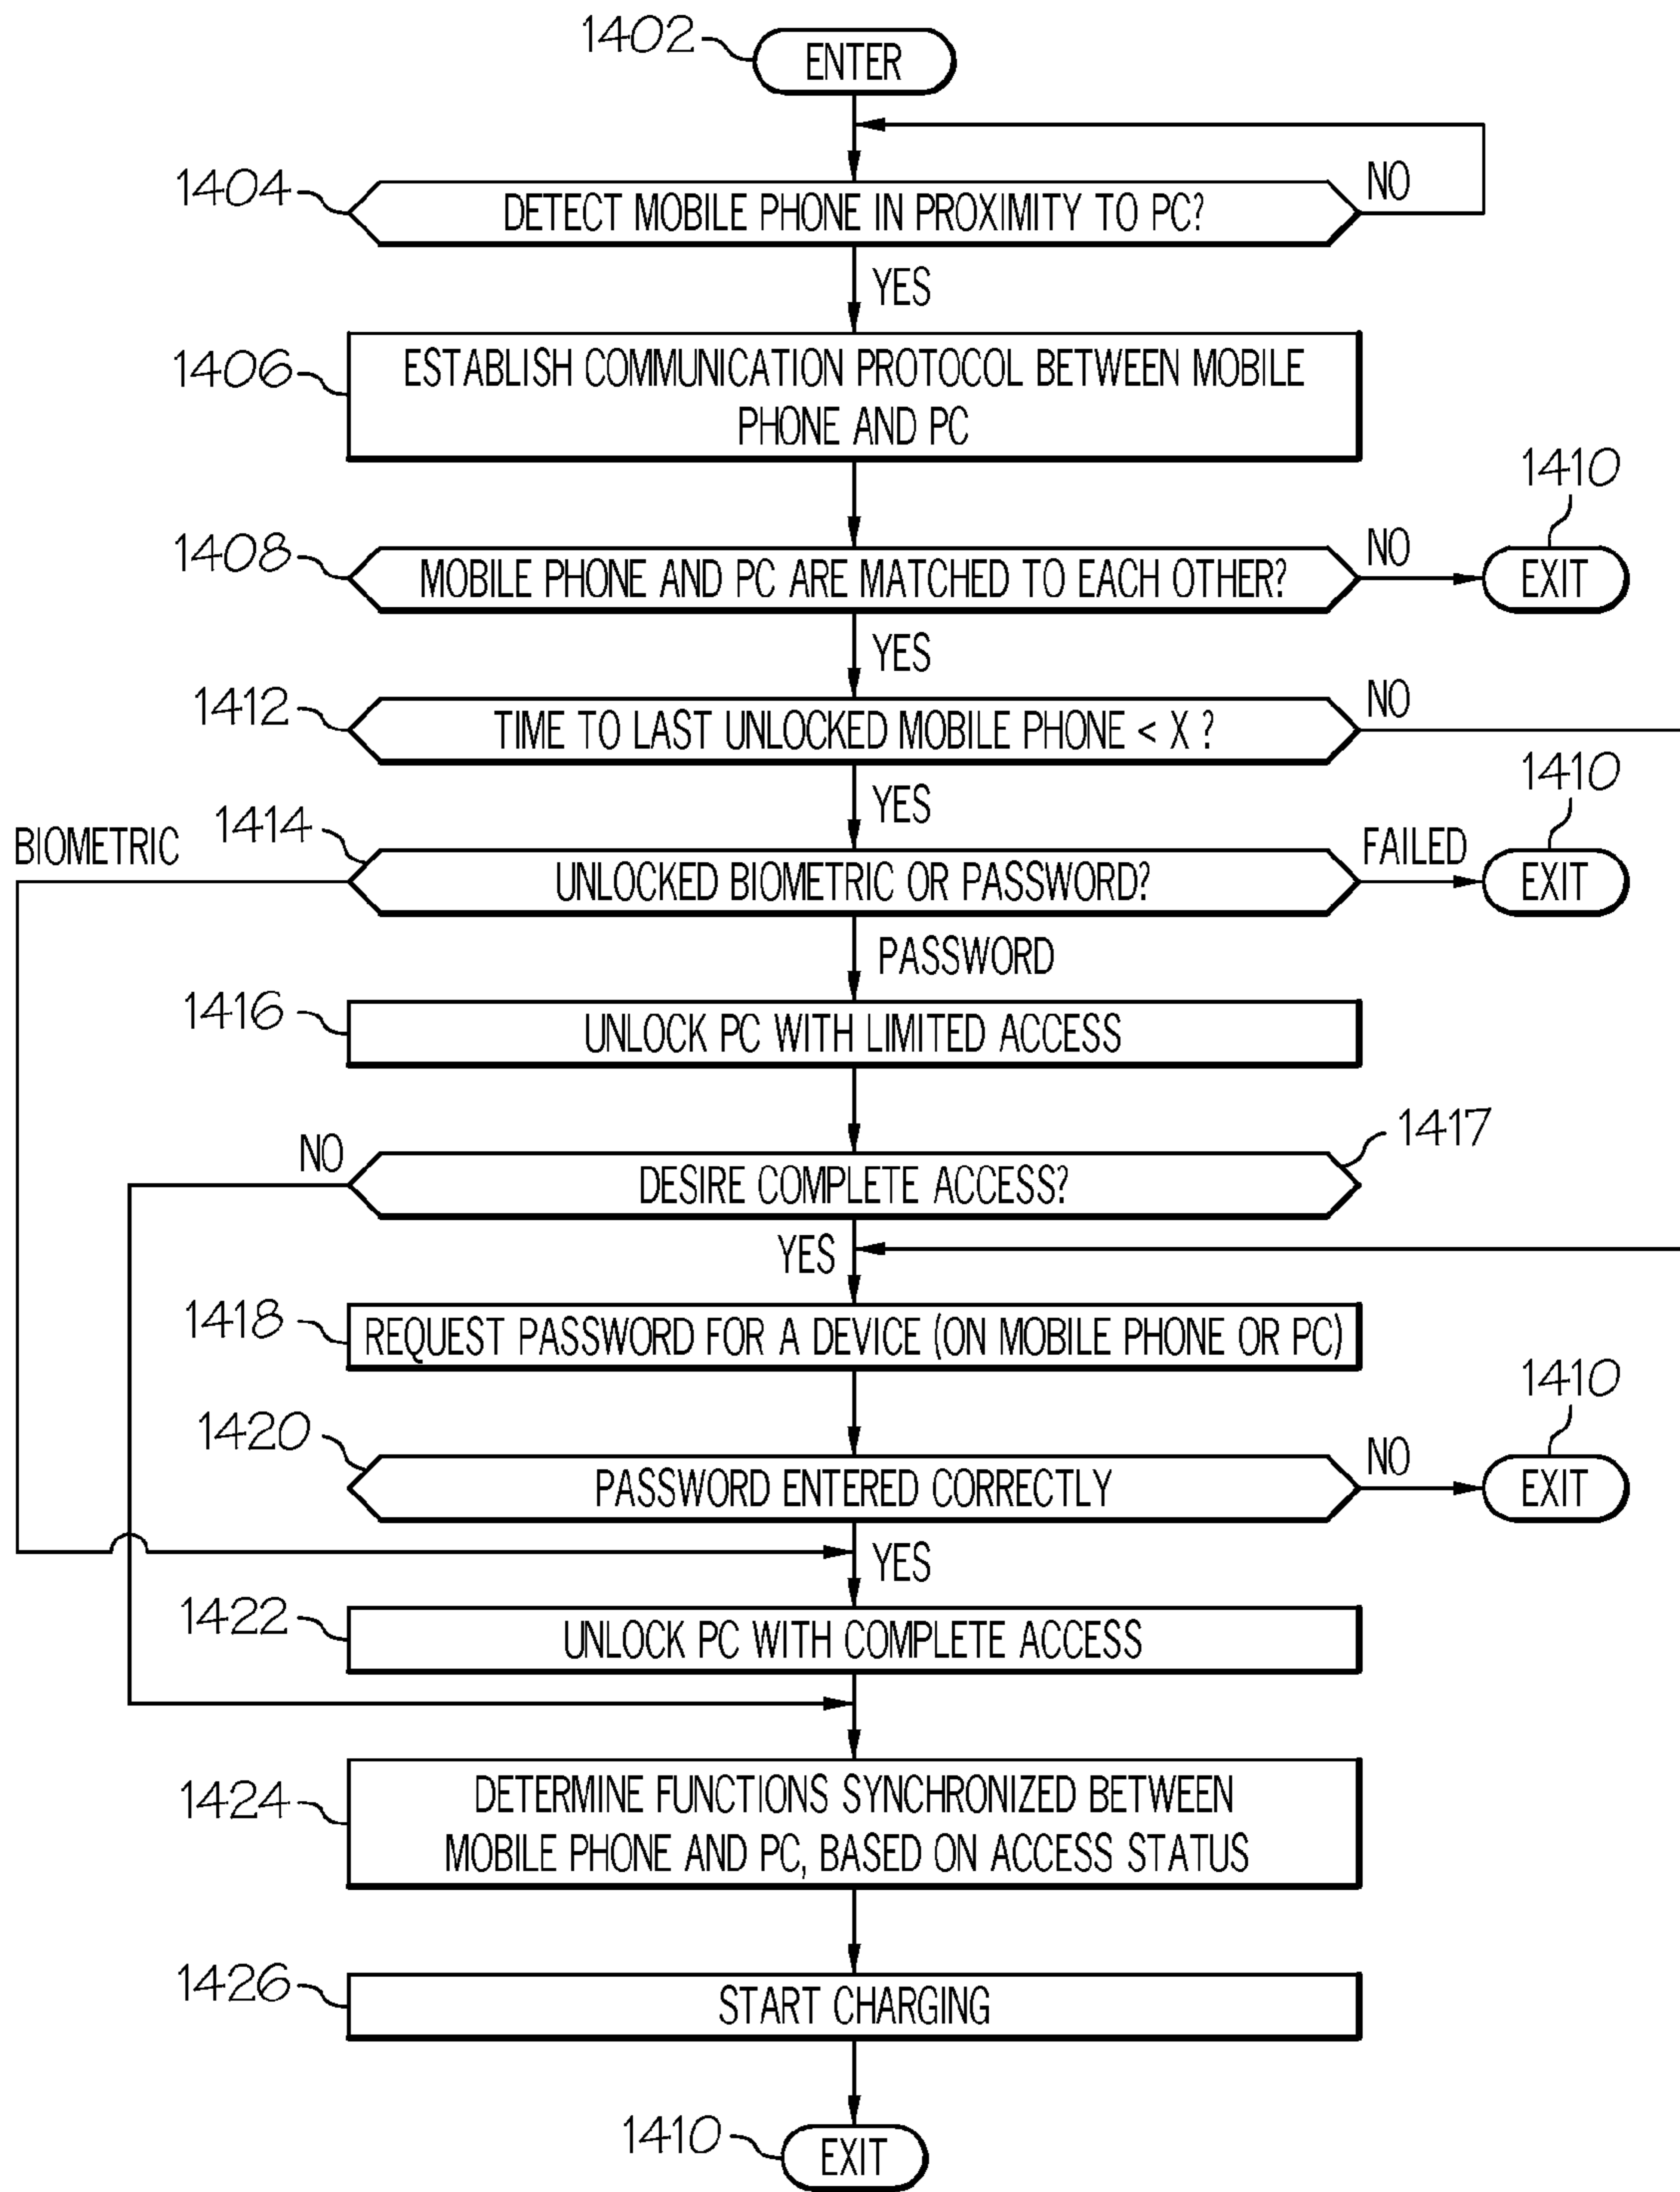 1402
ENTER
1404
DETECT MOBILE PHONE IN PROXIMITY TO PC?
NO
YES
1406
ESTABLISH COMMUNICATION PROTOCOL BETWEEN MOBILE
PHONE AND PC
1408
MOBILE PHONE AND PC ARE MATCHED TO EACH OTHER?
NO
1410
EXIT
YES
1412
TIME TO LAST UNLOCKED MOBILE PHONE < X ?
NO
YES
BIOMETRIC
1414
UNLOCKED BIOMETRIC OR PASSWORD?
FAILED
1410
EXIT
PASSWORD
1416
UNLOCK PC WITH LIMITED ACCESS
NO
DESIRE COMPLETE ACCESS?
1417
YES
1418
REQUEST PASSWORD FOR A DEVICE (ON MOBILE PHONE OR PC)
1420
PASSWORD ENTERED CORRECTLY
NO
1410
EXIT
YES
1422
UNLOCK PC WITH COMPLETE ACCESS
1424
DETERMINE FUNCTIONS SYNCHRONIZED BETWEEN
MOBILE PHONE AND PC, BASED ON ACCESS STATUS
1426
START CHARGING
1410
EXIT